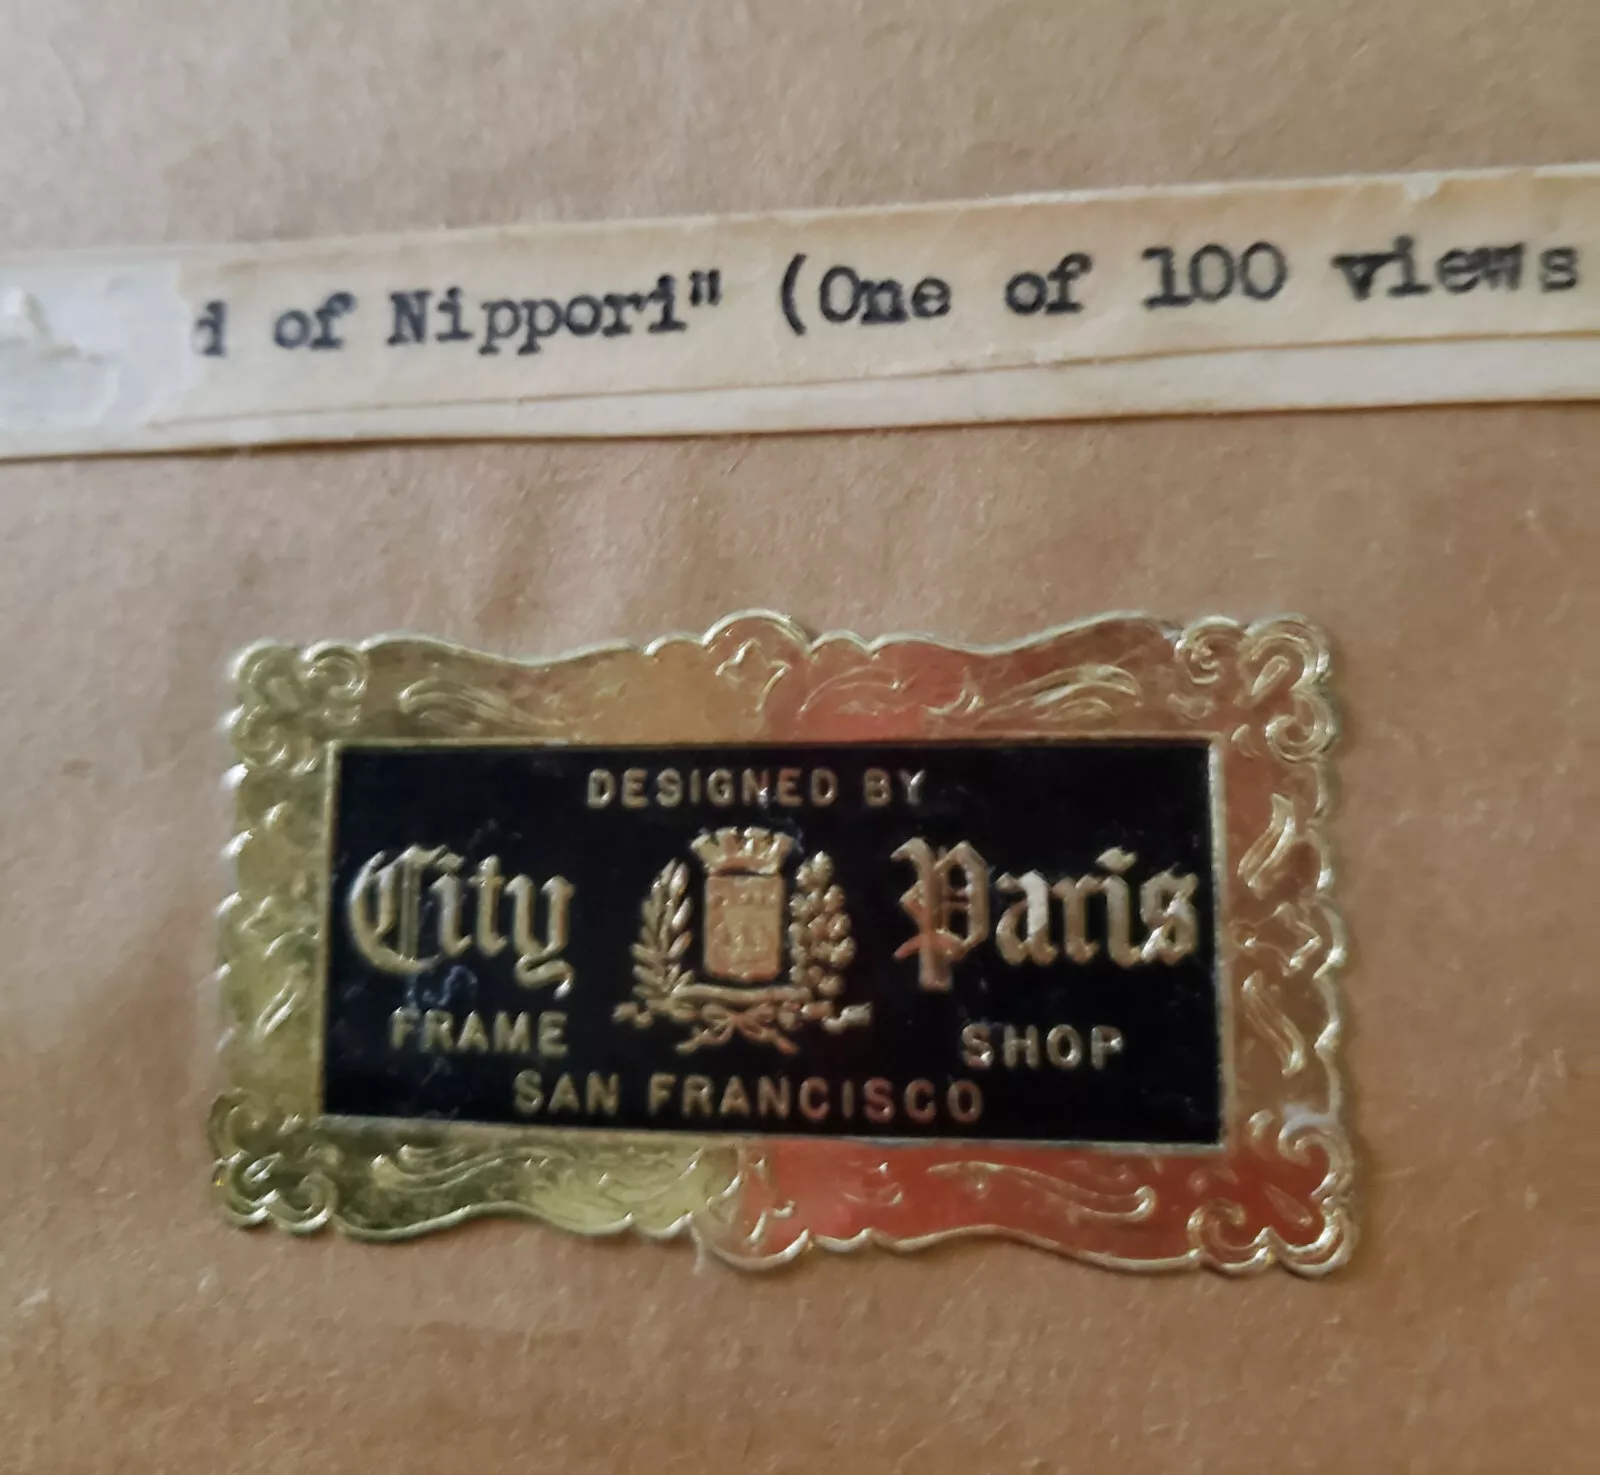 d of Nippori" (One of 100 views
DESIGNED BY
City Paris
FRAME SHOP
SAN FRANCISCO